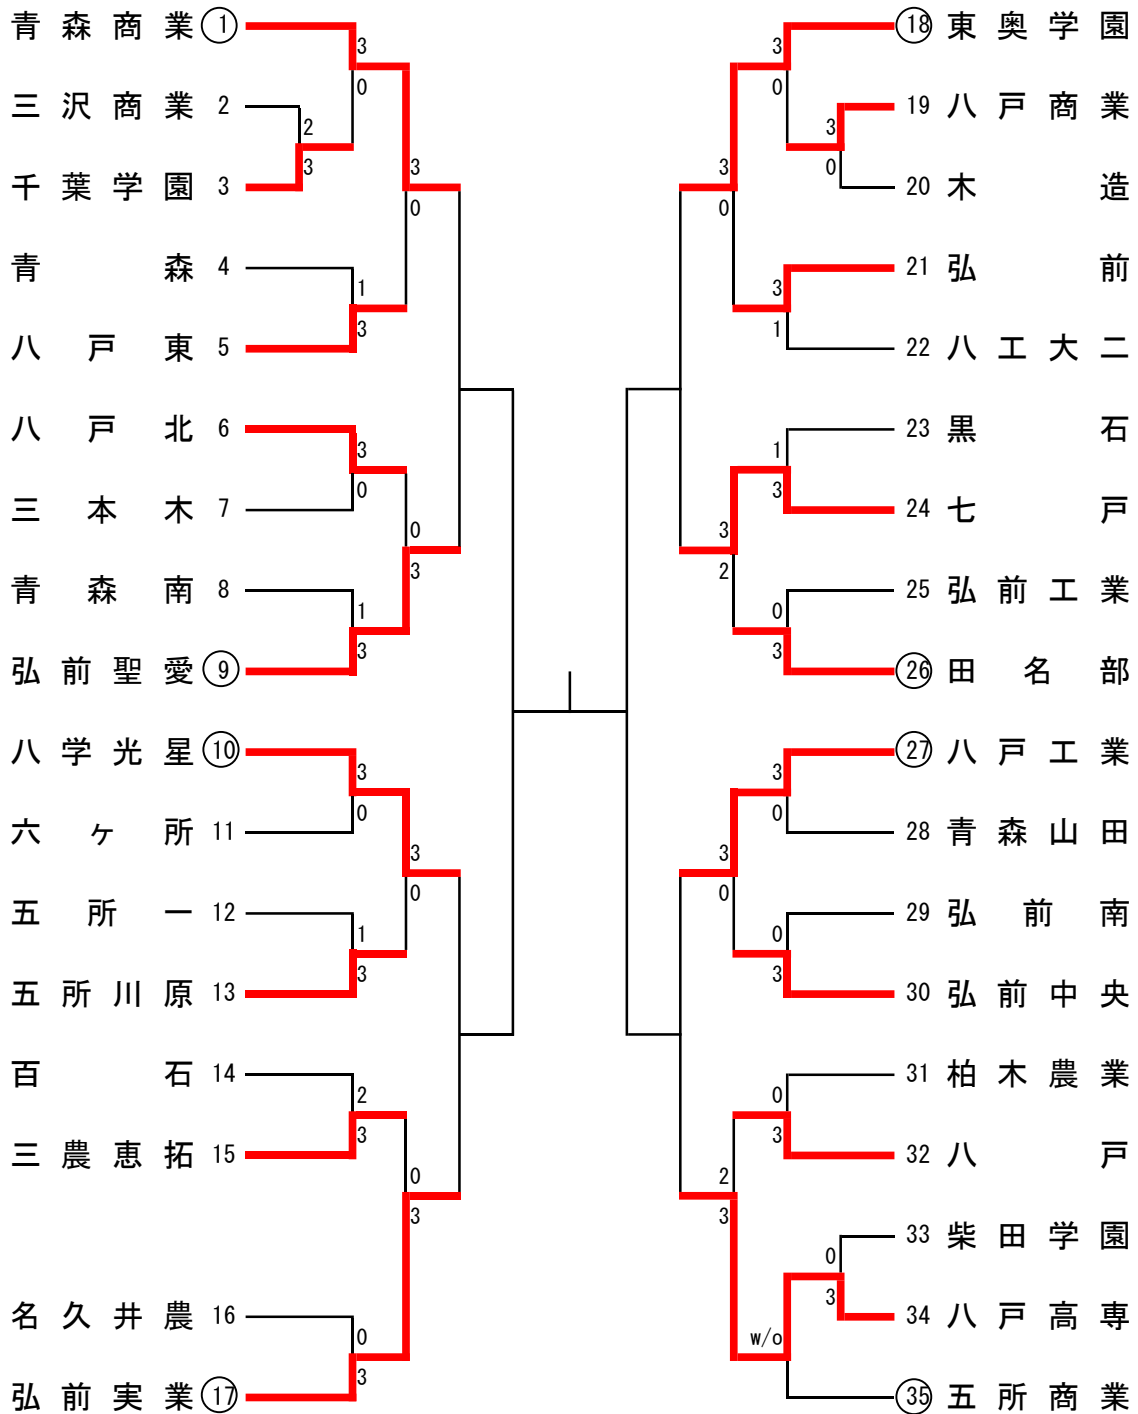 青森商業 1
三沢商業 2
千葉学園 3
青森 4
八戸東 5
八戸北 6
三本木 7
青森南 8
弘前聖愛 9
八学光星 10
六ヶ所 11
五所一 12
五所川原 13
百石 14
三農恵拓 15
名久井農 16
弘前実業 17
3
0
2
3
3
0
1
3
3
0
0
3
1
3
3
0
3
0
1
3
2
3
0
3
0
3
18 東奥学園
19 八戸商業
20 木造
21 弘前
22 八工大二
23 黒石
24 七戸
25 弘前工業
26 田名部
27 八戸工業
28 青森山田
29 弘前南
30 弘前中央
31 柏木農業
32 八戸
33 柴田学園
34 八戸高専
35 五所商業
3
0
3
0
3
0
3
1
1
3
3
2
0
3
3
0
3
0
0
3
0
3
2
3
0
3
w/o